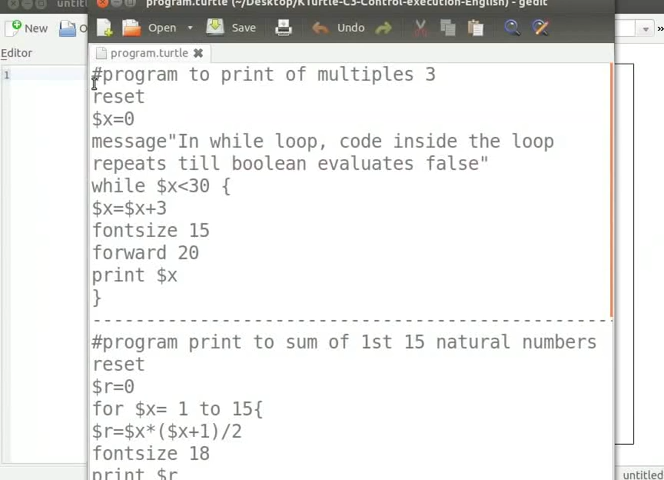 program.turtle (~/Desktop/KTurtle-C3-Control-execution-English) - gedit
New
Open
Save
Undo
Editor
program.turtle
1
#program to print of multiples 3
reset
$x=0
message"In while loop, code inside the loop
repeats till boolean evaluates false"
while $x<30 {
$x=$x+3
fontsize 15
forward 20
print $x
}
--------------------------------------------------
#program print to sum of 1st 15 natural numbers
reset
$r=0
for $x= 1 to 15{
$r=$x*($x+1)/2
fontsize 18
print $r
untitled